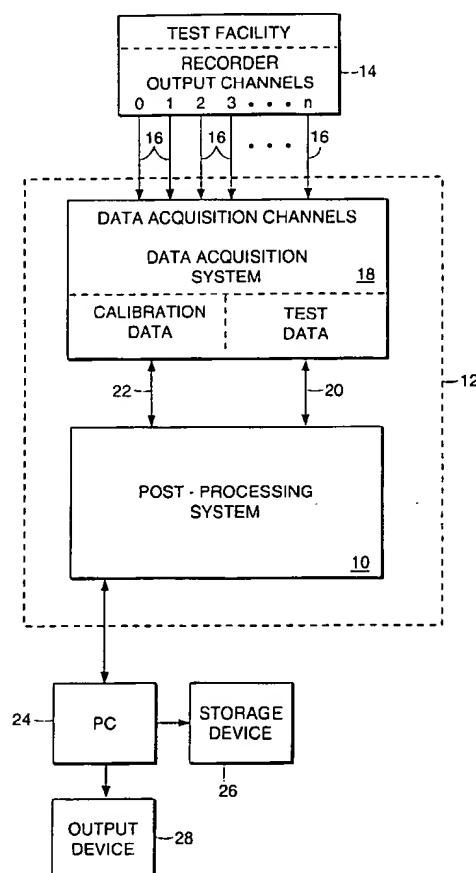 TEST FACILITY
RECORDER
OUTPUT CHANNELS
0 1 2 3 • • • n
14
16 16 • • • 16
DATA ACQUISITION CHANNELS
DATA ACQUISITION
SYSTEM
18
CALIBRATION
DATA
TEST
DATA
12
22
20
POST - PROCESSING
SYSTEM
10
24
PC
STORAGE
DEVICE
26
OUTPUT
DEVICE
28